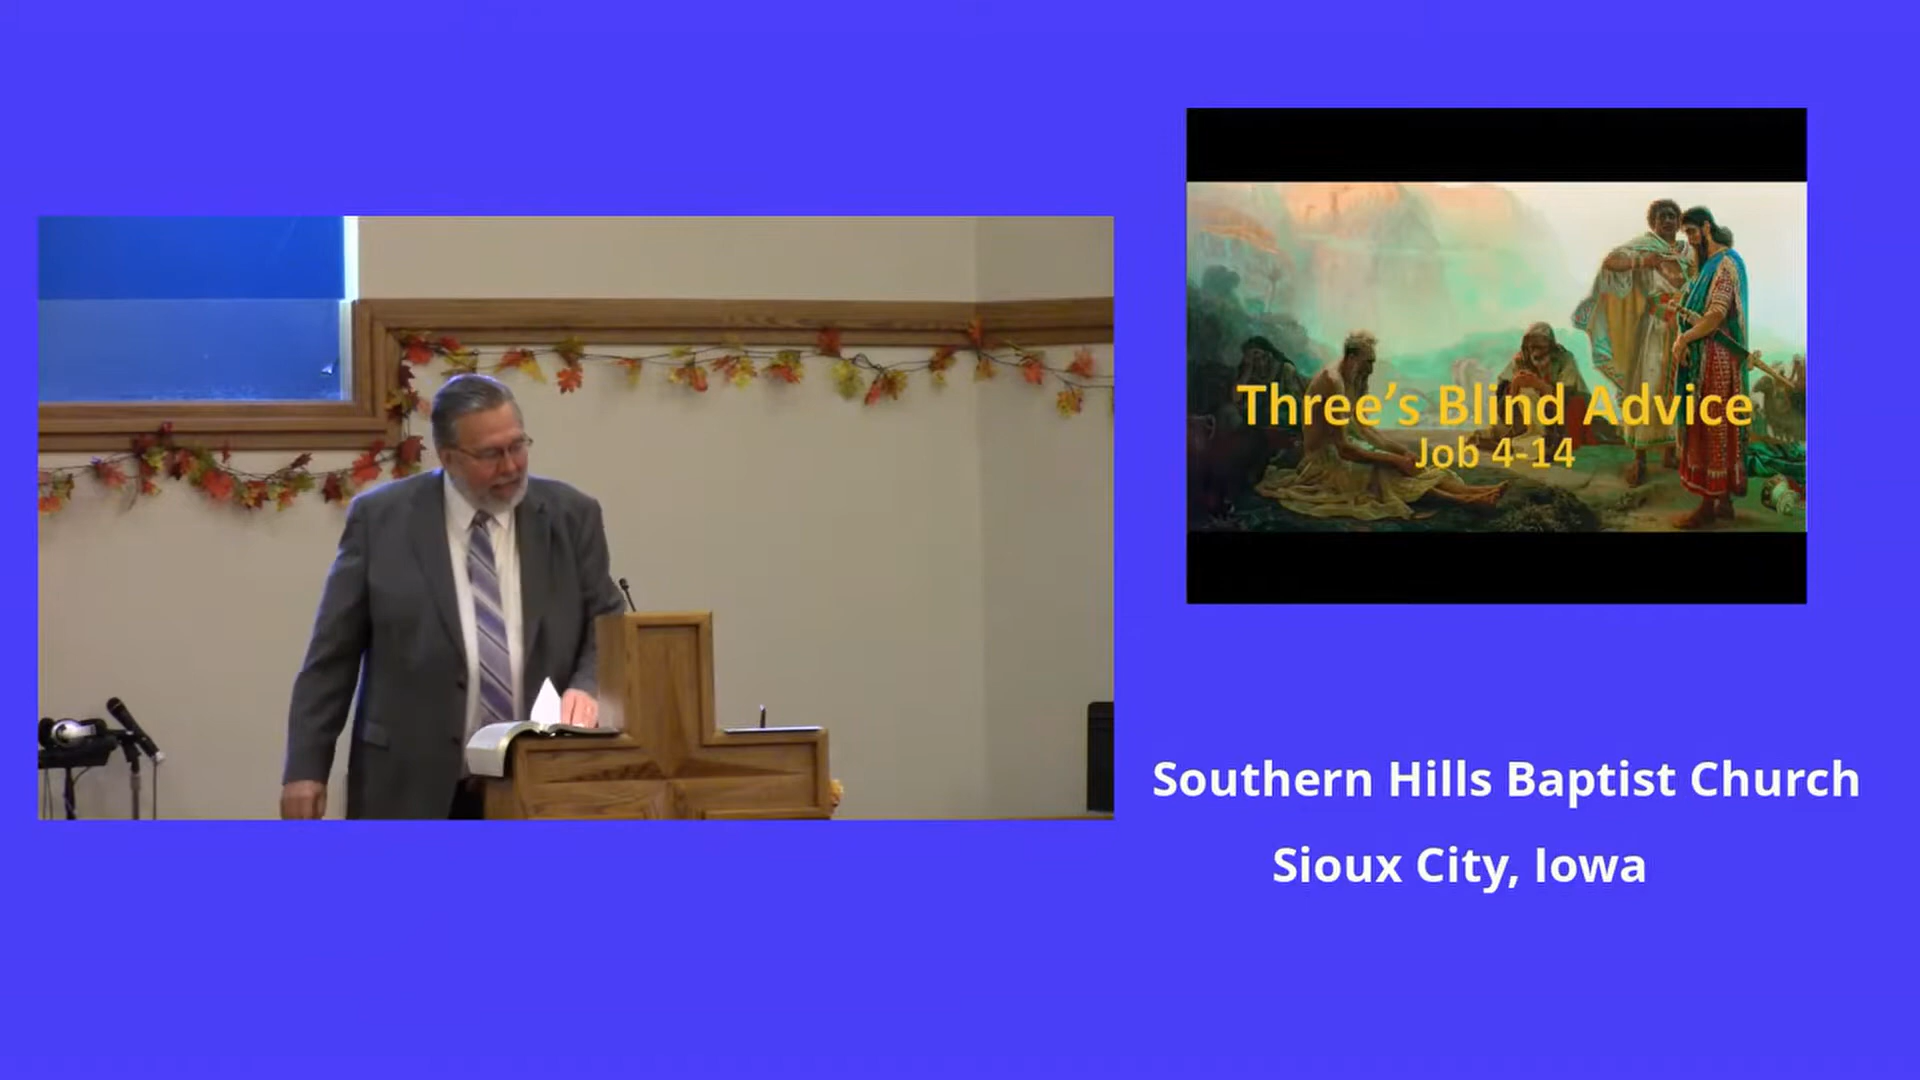 Three's Blind Advice
Job 4-14
Southern Hills Baptist Church
Sioux City, Iowa